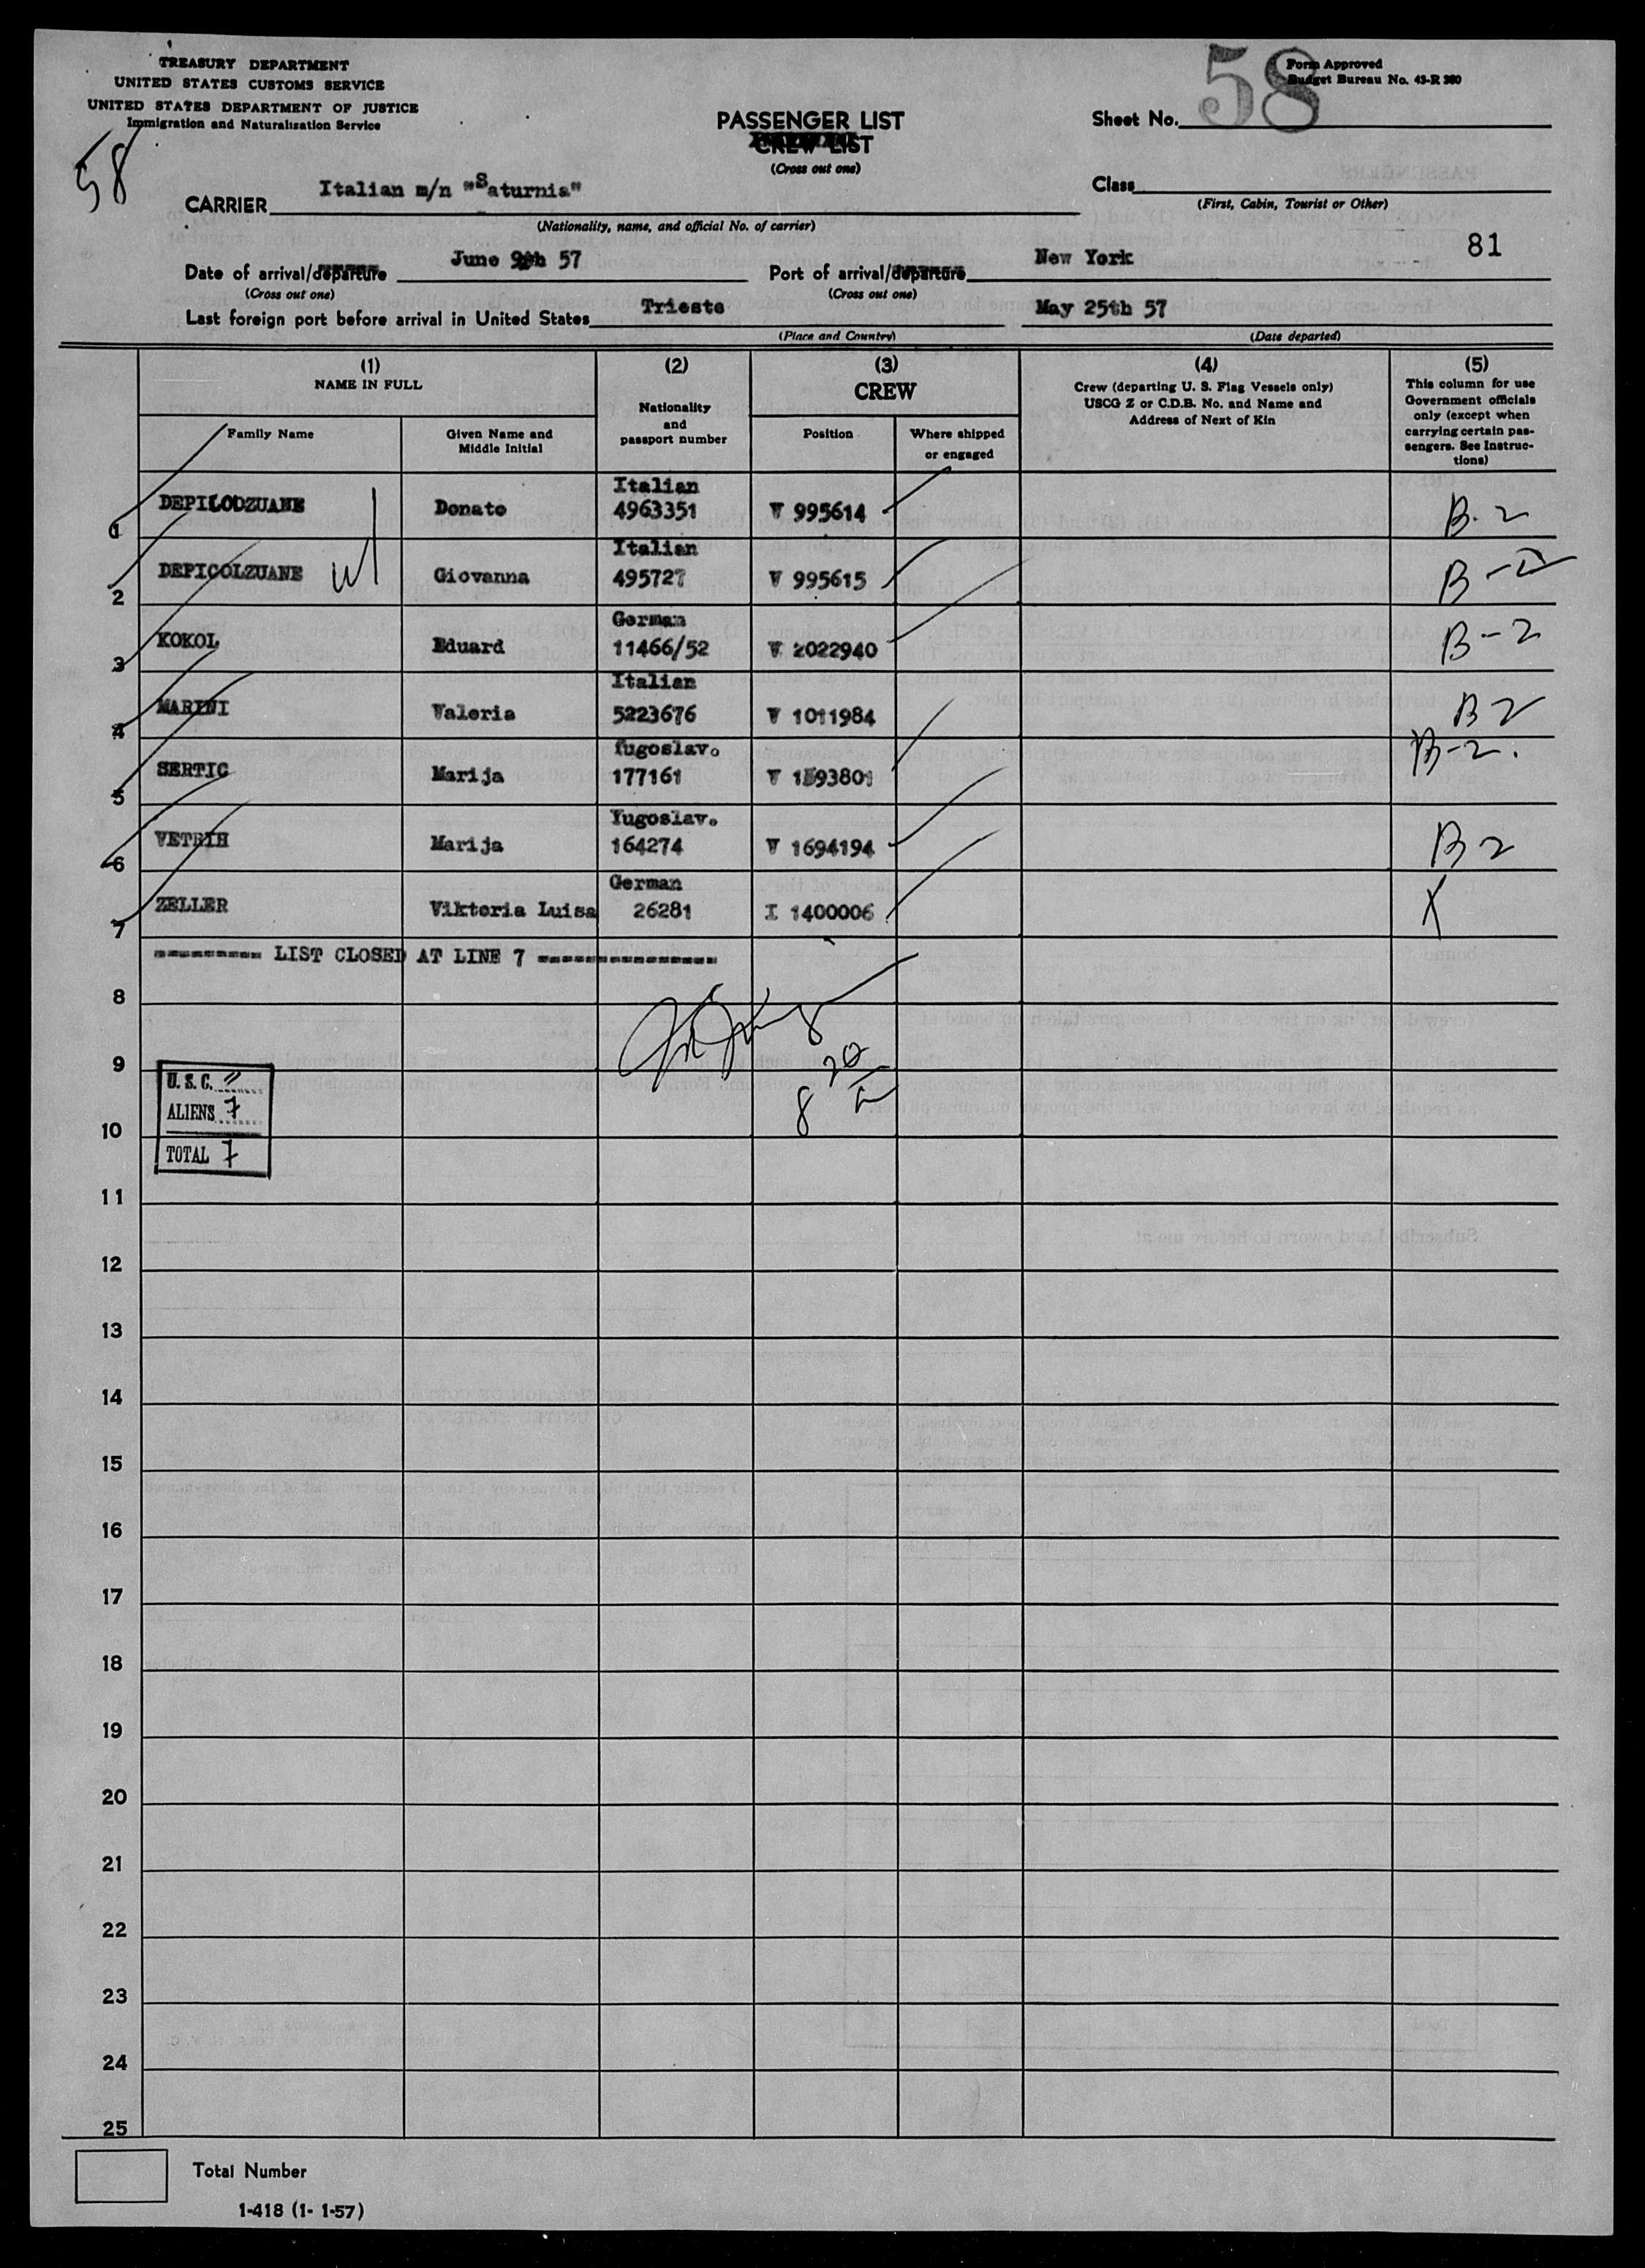 TREASURY DEPARTMENT
UNITED STATES CUSTOMS SERVICE
UNITED STATES DEPARTMENT OF JUSTICE
Immigration and Naturalization Service
58
Form Approved
Budget Bureau No. 43-R 380
PASSENGER LIST
CREW LIST
(Cross out one)
Sheet No. 58
CARRIER Italian m/n "Saturnia"
(Nationality, name, and official No. of carrier)
Class
(First, Cabin, Tourist or Other)
81
Date of arrival/departure June 9th 57
(Cross out one)
Port of arrival/departure New York
(Cross out one)
Last foreign port before arrival in United States Trieste May 25th 57
(Place and Country) (Date departed)
(1) NAME IN FULL
Family Name
Given Name and Middle Initial
(2) Nationality and passport number
(3) CREW
Position
Where shipped or engaged
(4) Crew (departing U. S. Flag Vessels only) USCG Z or C.D.B. No. and Name and Address of Next of Kin
(5) This column for use Government officials only (except when carrying certain passengers. See Instructions)
1 DEPILODZUANE Donato Italian 4963351 V 995614 B-2
2 DEPICOLZUANE Giovanna Italian 495727 V 995615 B-2
3 KOKOL Eduard German 11466/52 V 2022940 B-2
4 MARINI Valeria Italian 5223676 V 1011984 B2
5 SERTIC Marija Yugoslav. 177161 V 1593801 B-2.
6 VETRIH Marija Yugoslav. 164274 V 1694194 B2
7 ZELLER Viktoria Luisa German 26281 I 1400006 X
---------- LIST CLOSED AT LINE 7 ---------------
8
9
10
U.S.C. "
ALIENS 7
TOTAL 7
11
12
13
14
15
16
17
18
19
20
21
22
23
24
25
Total Number
1-418 (1- 1-57)